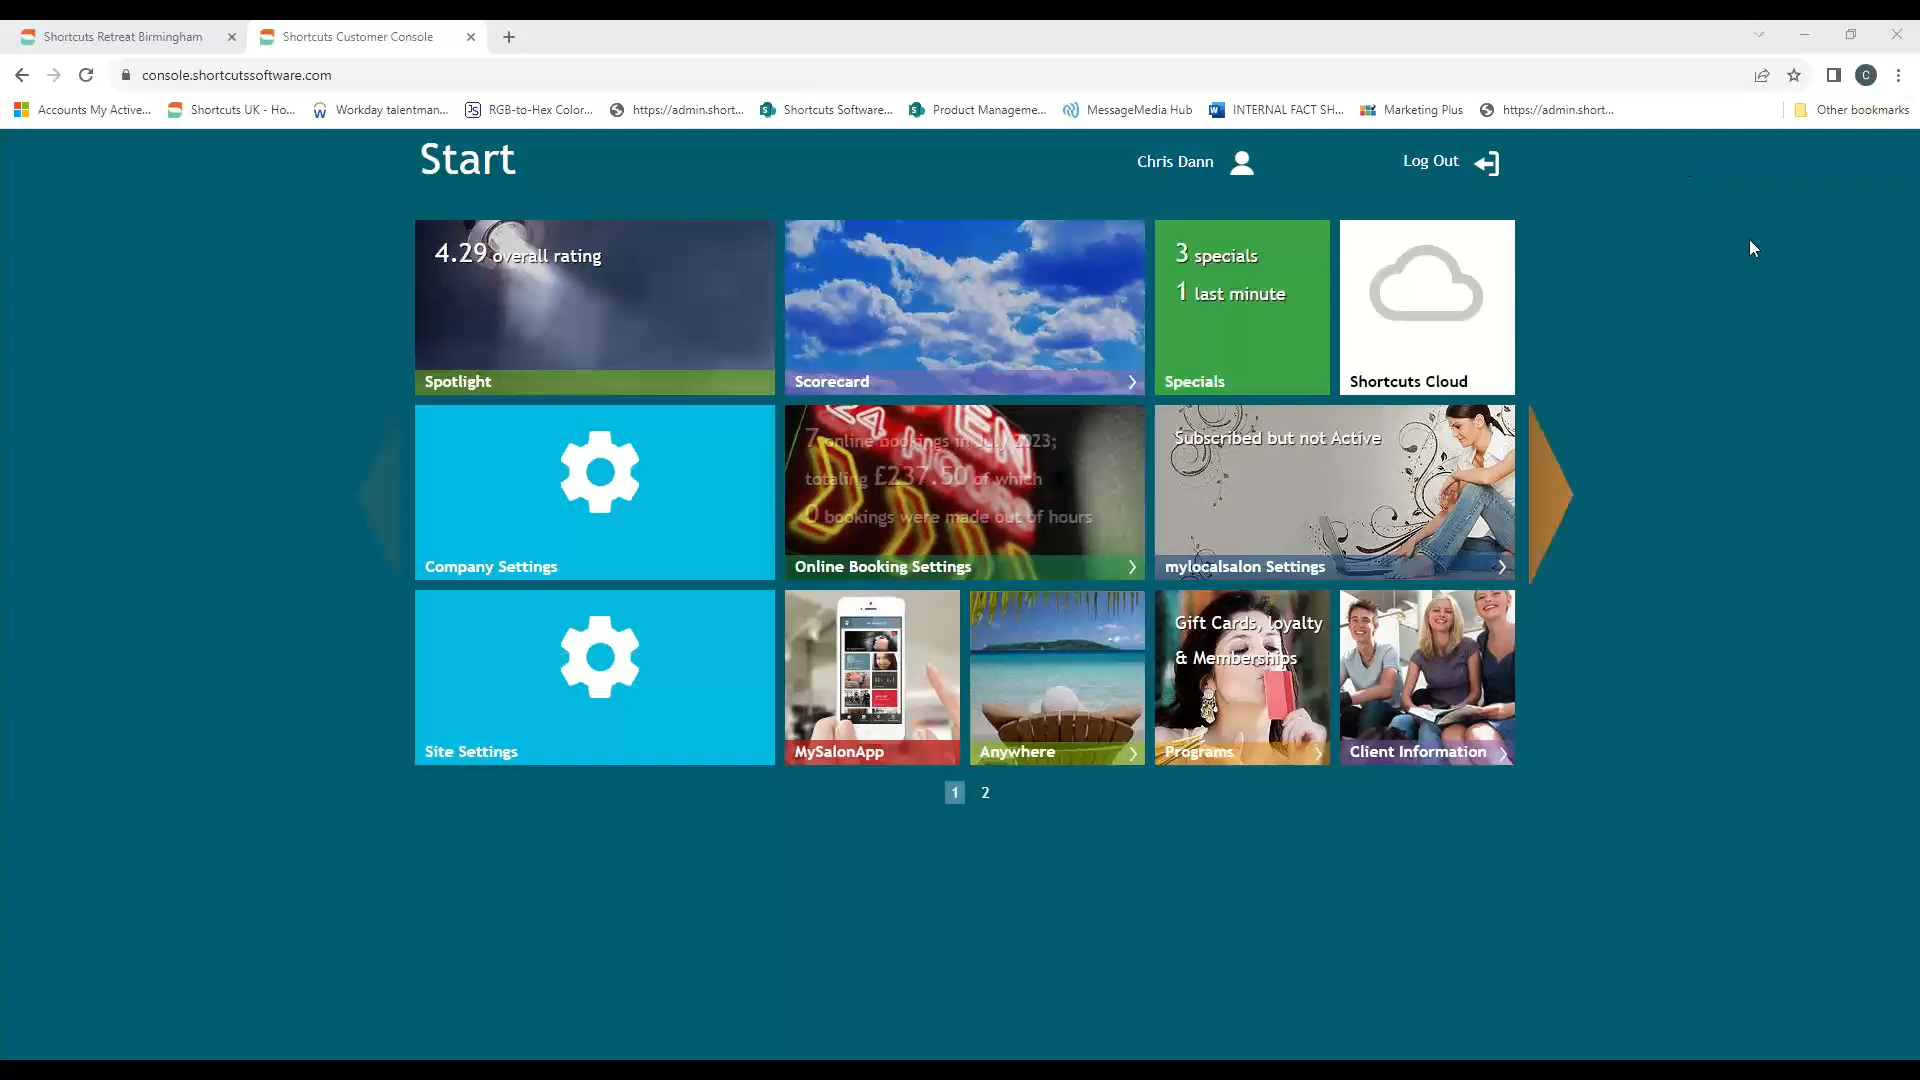 Shortcuts Retreat Birmingham
Shortcuts Customer Console
console.shortcutssoftware.com
C
Accounts My Active...
Shortcuts UK - Ho...
Workday talentman...
RGB-to-Hex Color...
https://admin.short...
Shortcuts Software...
Product Manageme...
MessageMedia Hub
INTERNAL FACT SH...
Marketing Plus
https://admin.short...
Other bookmarks
Start
Chris Dann
Log Out
4.29 overall rating
Spotlight
Scorecard
3 specials
1 last minute
Specials
Shortcuts Cloud
Company Settings
7 online bookings in July 2023;
totaling £237.50 of which
0 bookings were made out of hours
Online Booking Settings
Subscribed but not Active
mylocalsalon Settings
Site Settings
MySalonApp
Anywhere
Gift Cards, loyalty
& Memberships
Programs
Client Information
1 2